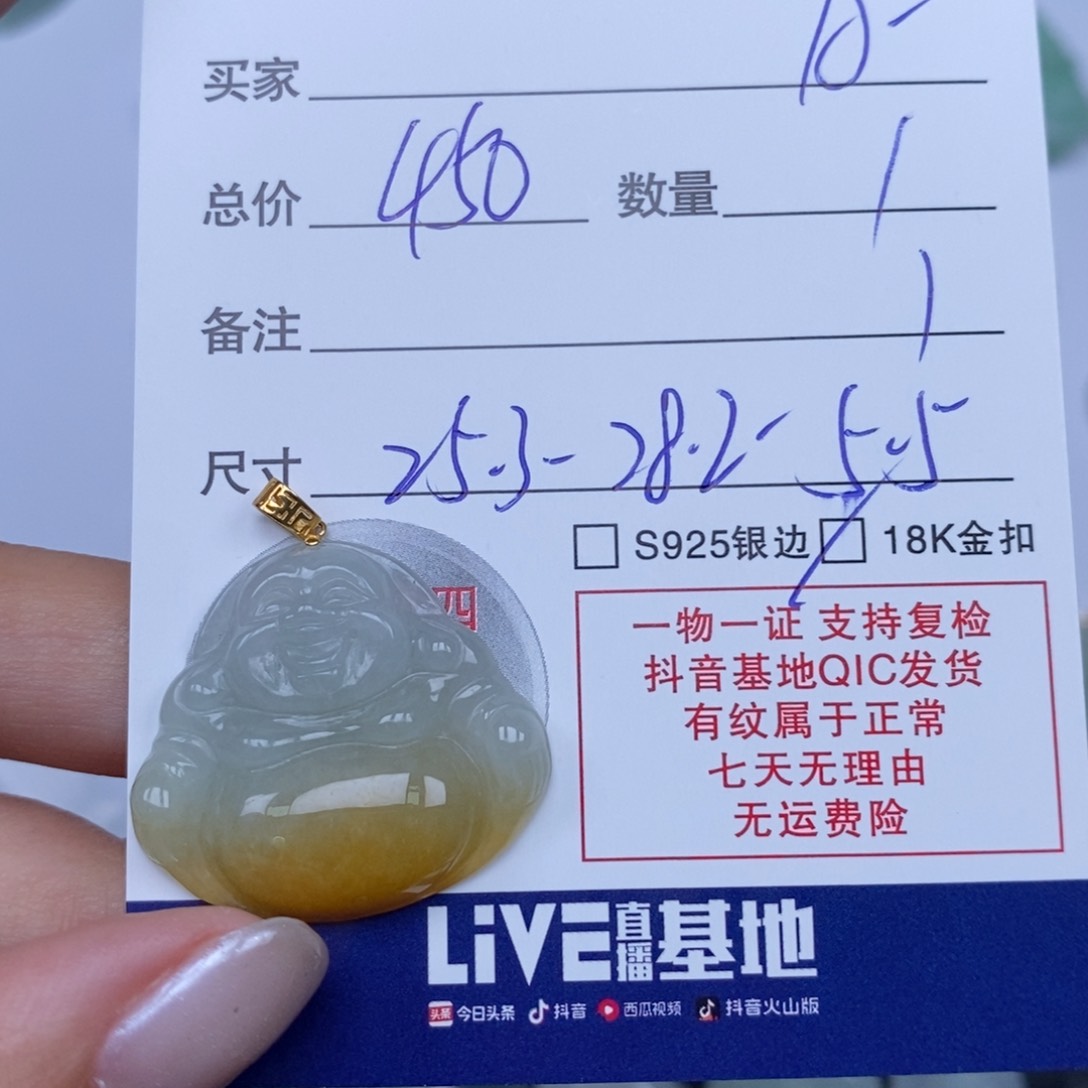 买家
总价 450 数量 1
备注 1
尺寸 25.3- 28.2- 5.5
S925银边 18K金扣
四
一物一证 支持复检
抖音基地QIC发货
有纹属于正常
七天无理由
无运费险
LiVE直播基地
头条 今日头条 抖音 西瓜视频 抖音火山版